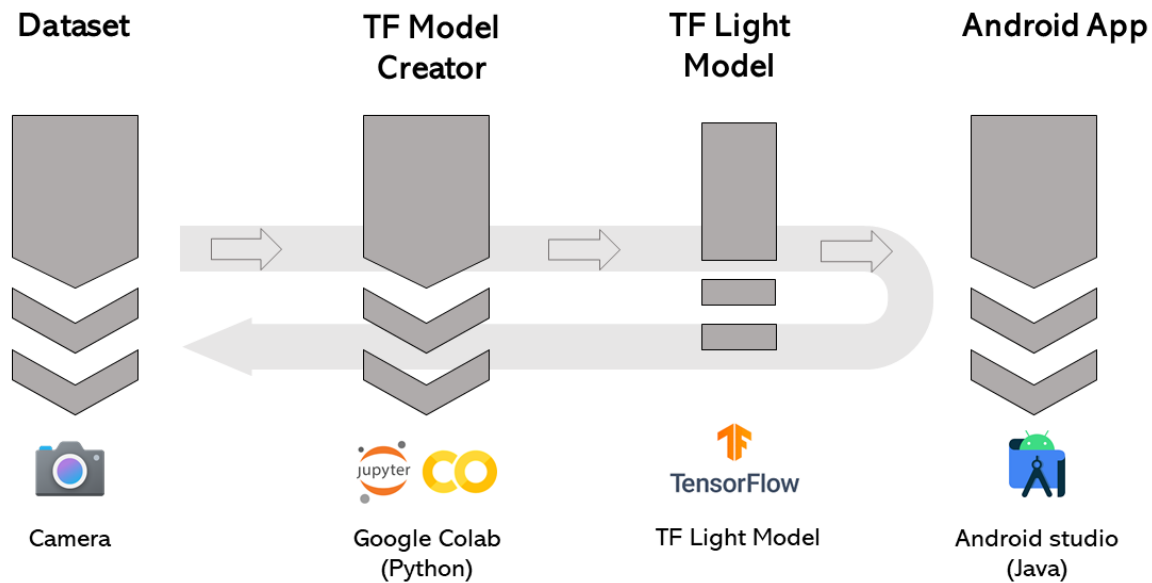 Dataset
TF Model
Creator
TF Light
Model
Android App
jupyter
TensorFlow
Camera
Google Colab
(Python)
TF Light Model
Android studio
(Java)